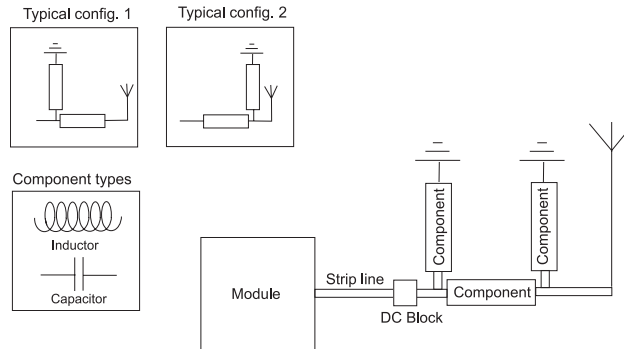 Typical config. 1
Typical config. 2
Component types
Inductor
Capacitor
Module
Strip line
DC Block
Component
Component
Component